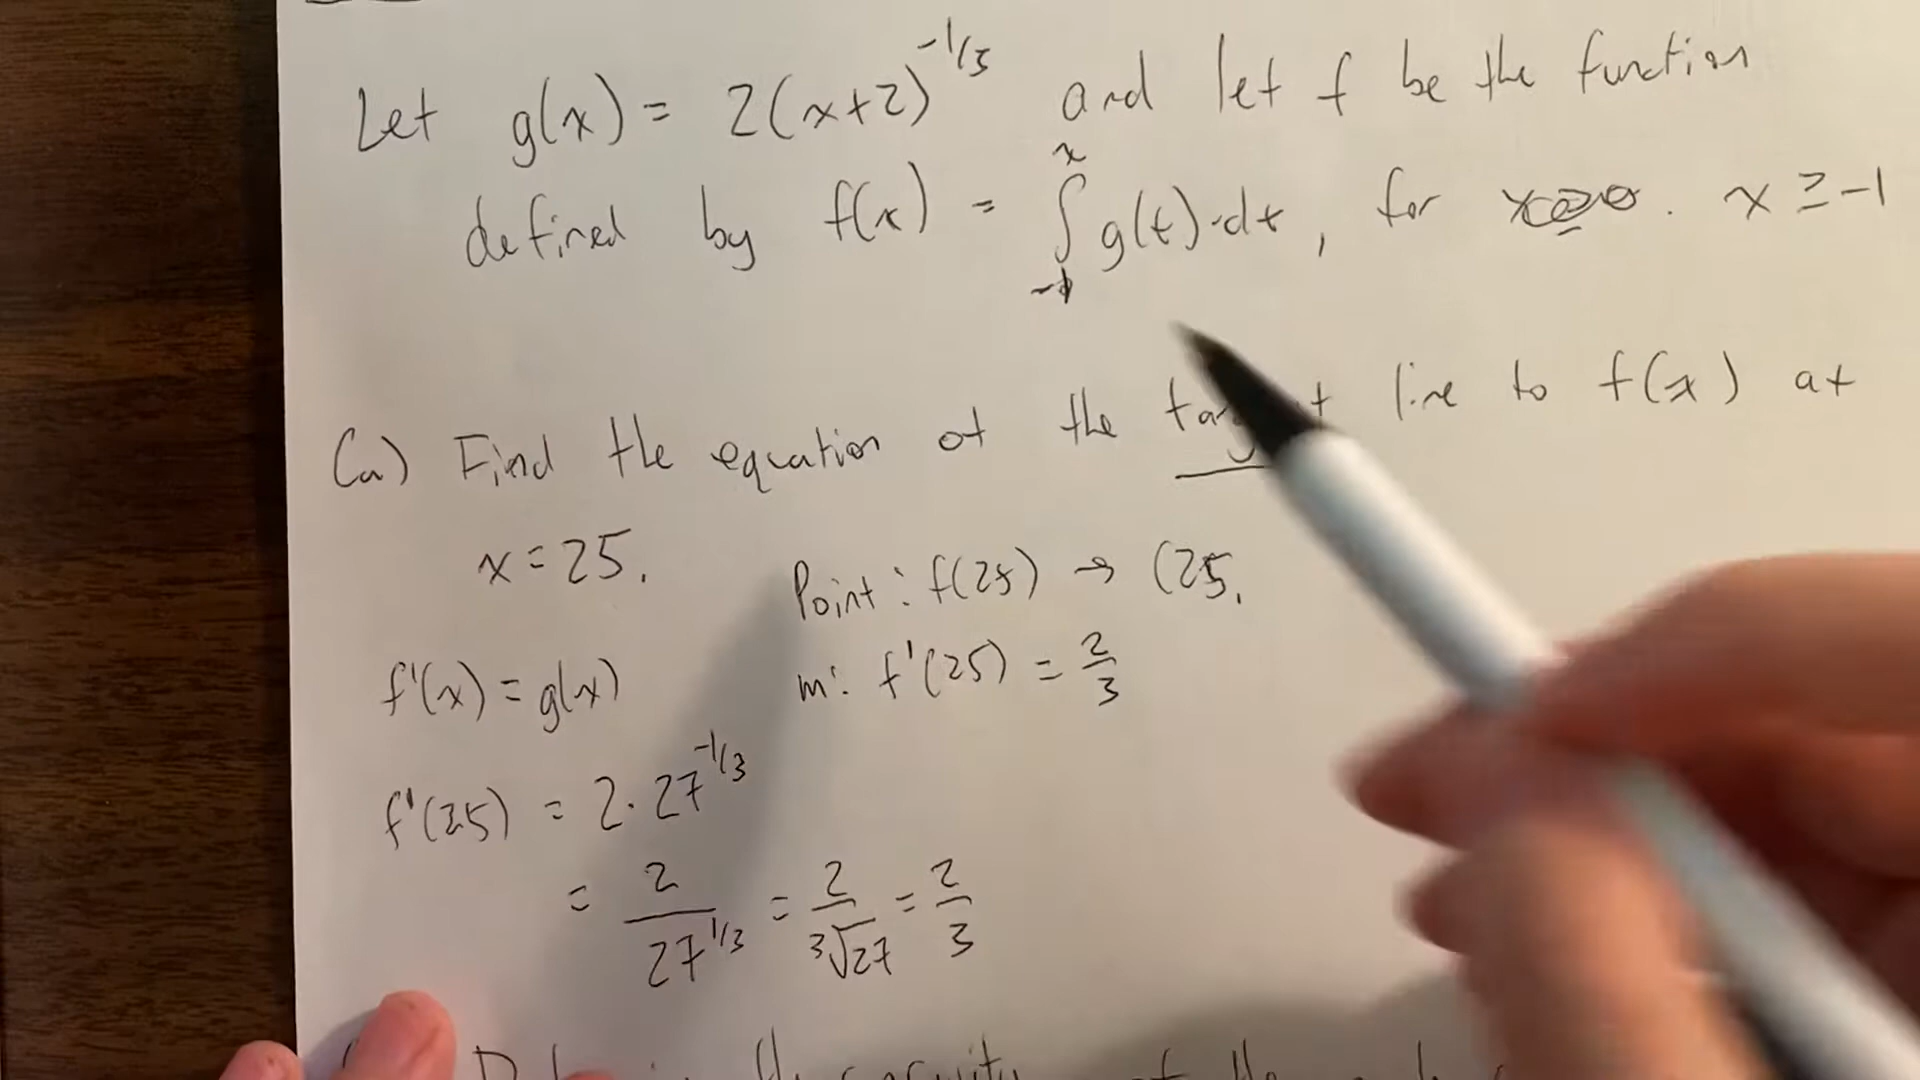 Let g(x) = 2(x+2)^-1/3 and let f be the function
defined by f(x) = ∫_-1^x g(t)·dt, for x ≥ -1
(a) Find the equation of the line to f(x) at
x = 25.
Point: f(25) → (25,
m: f'(25) = 2/3
f'(x) = g(x)
f'(25) = 2·27^-1/3
= 2/27^1/3 = 2/∛27 = 2/3